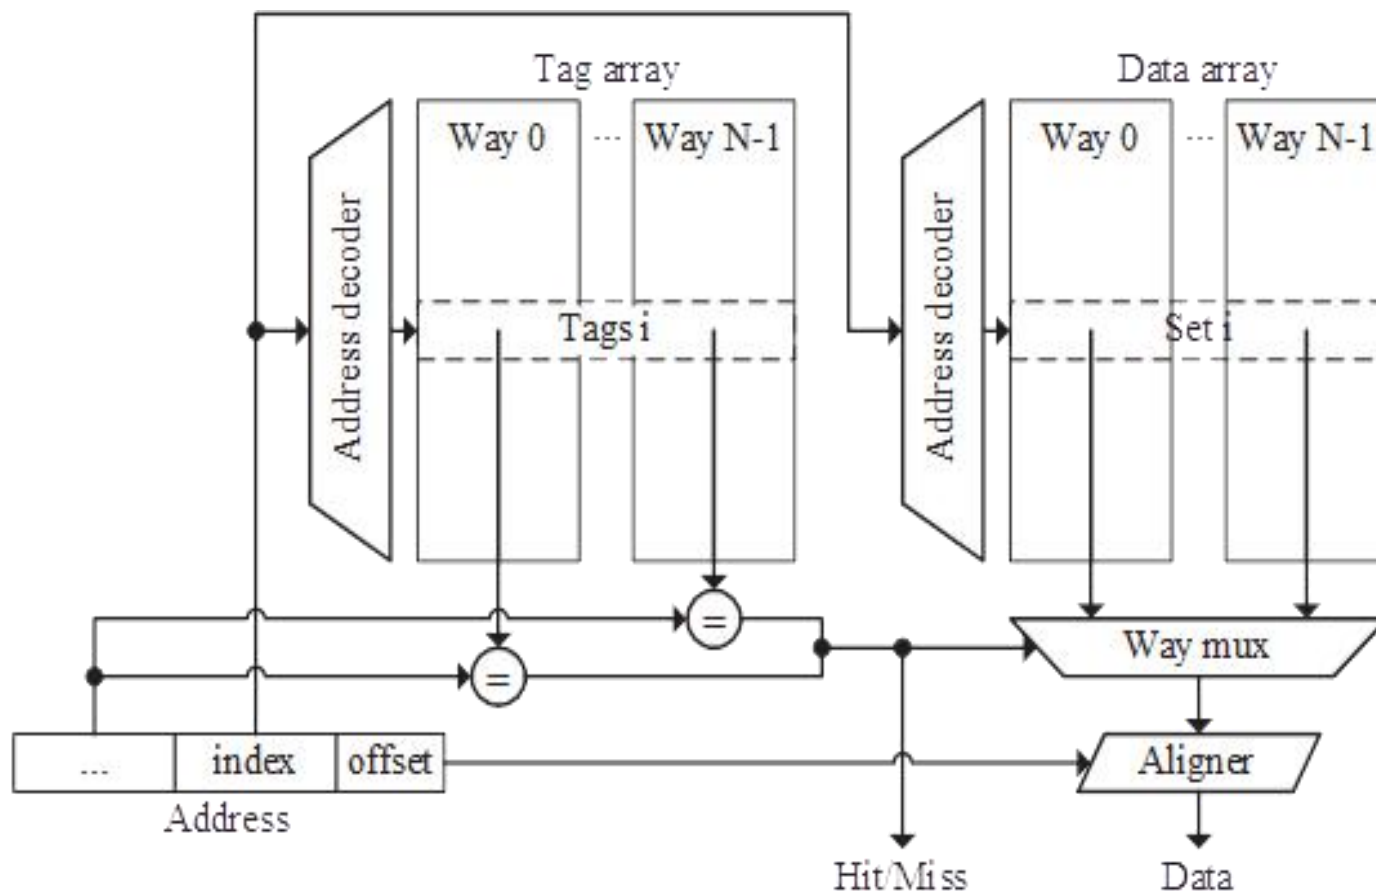 Tag array
Data array
Way 0 ... Way N-1
Way 0 ... Way N-1
Address decoder
Tags i
Address decoder
Set i
=
=
Way mux
... index offset
Aligner
Address
Hit/Miss
Data